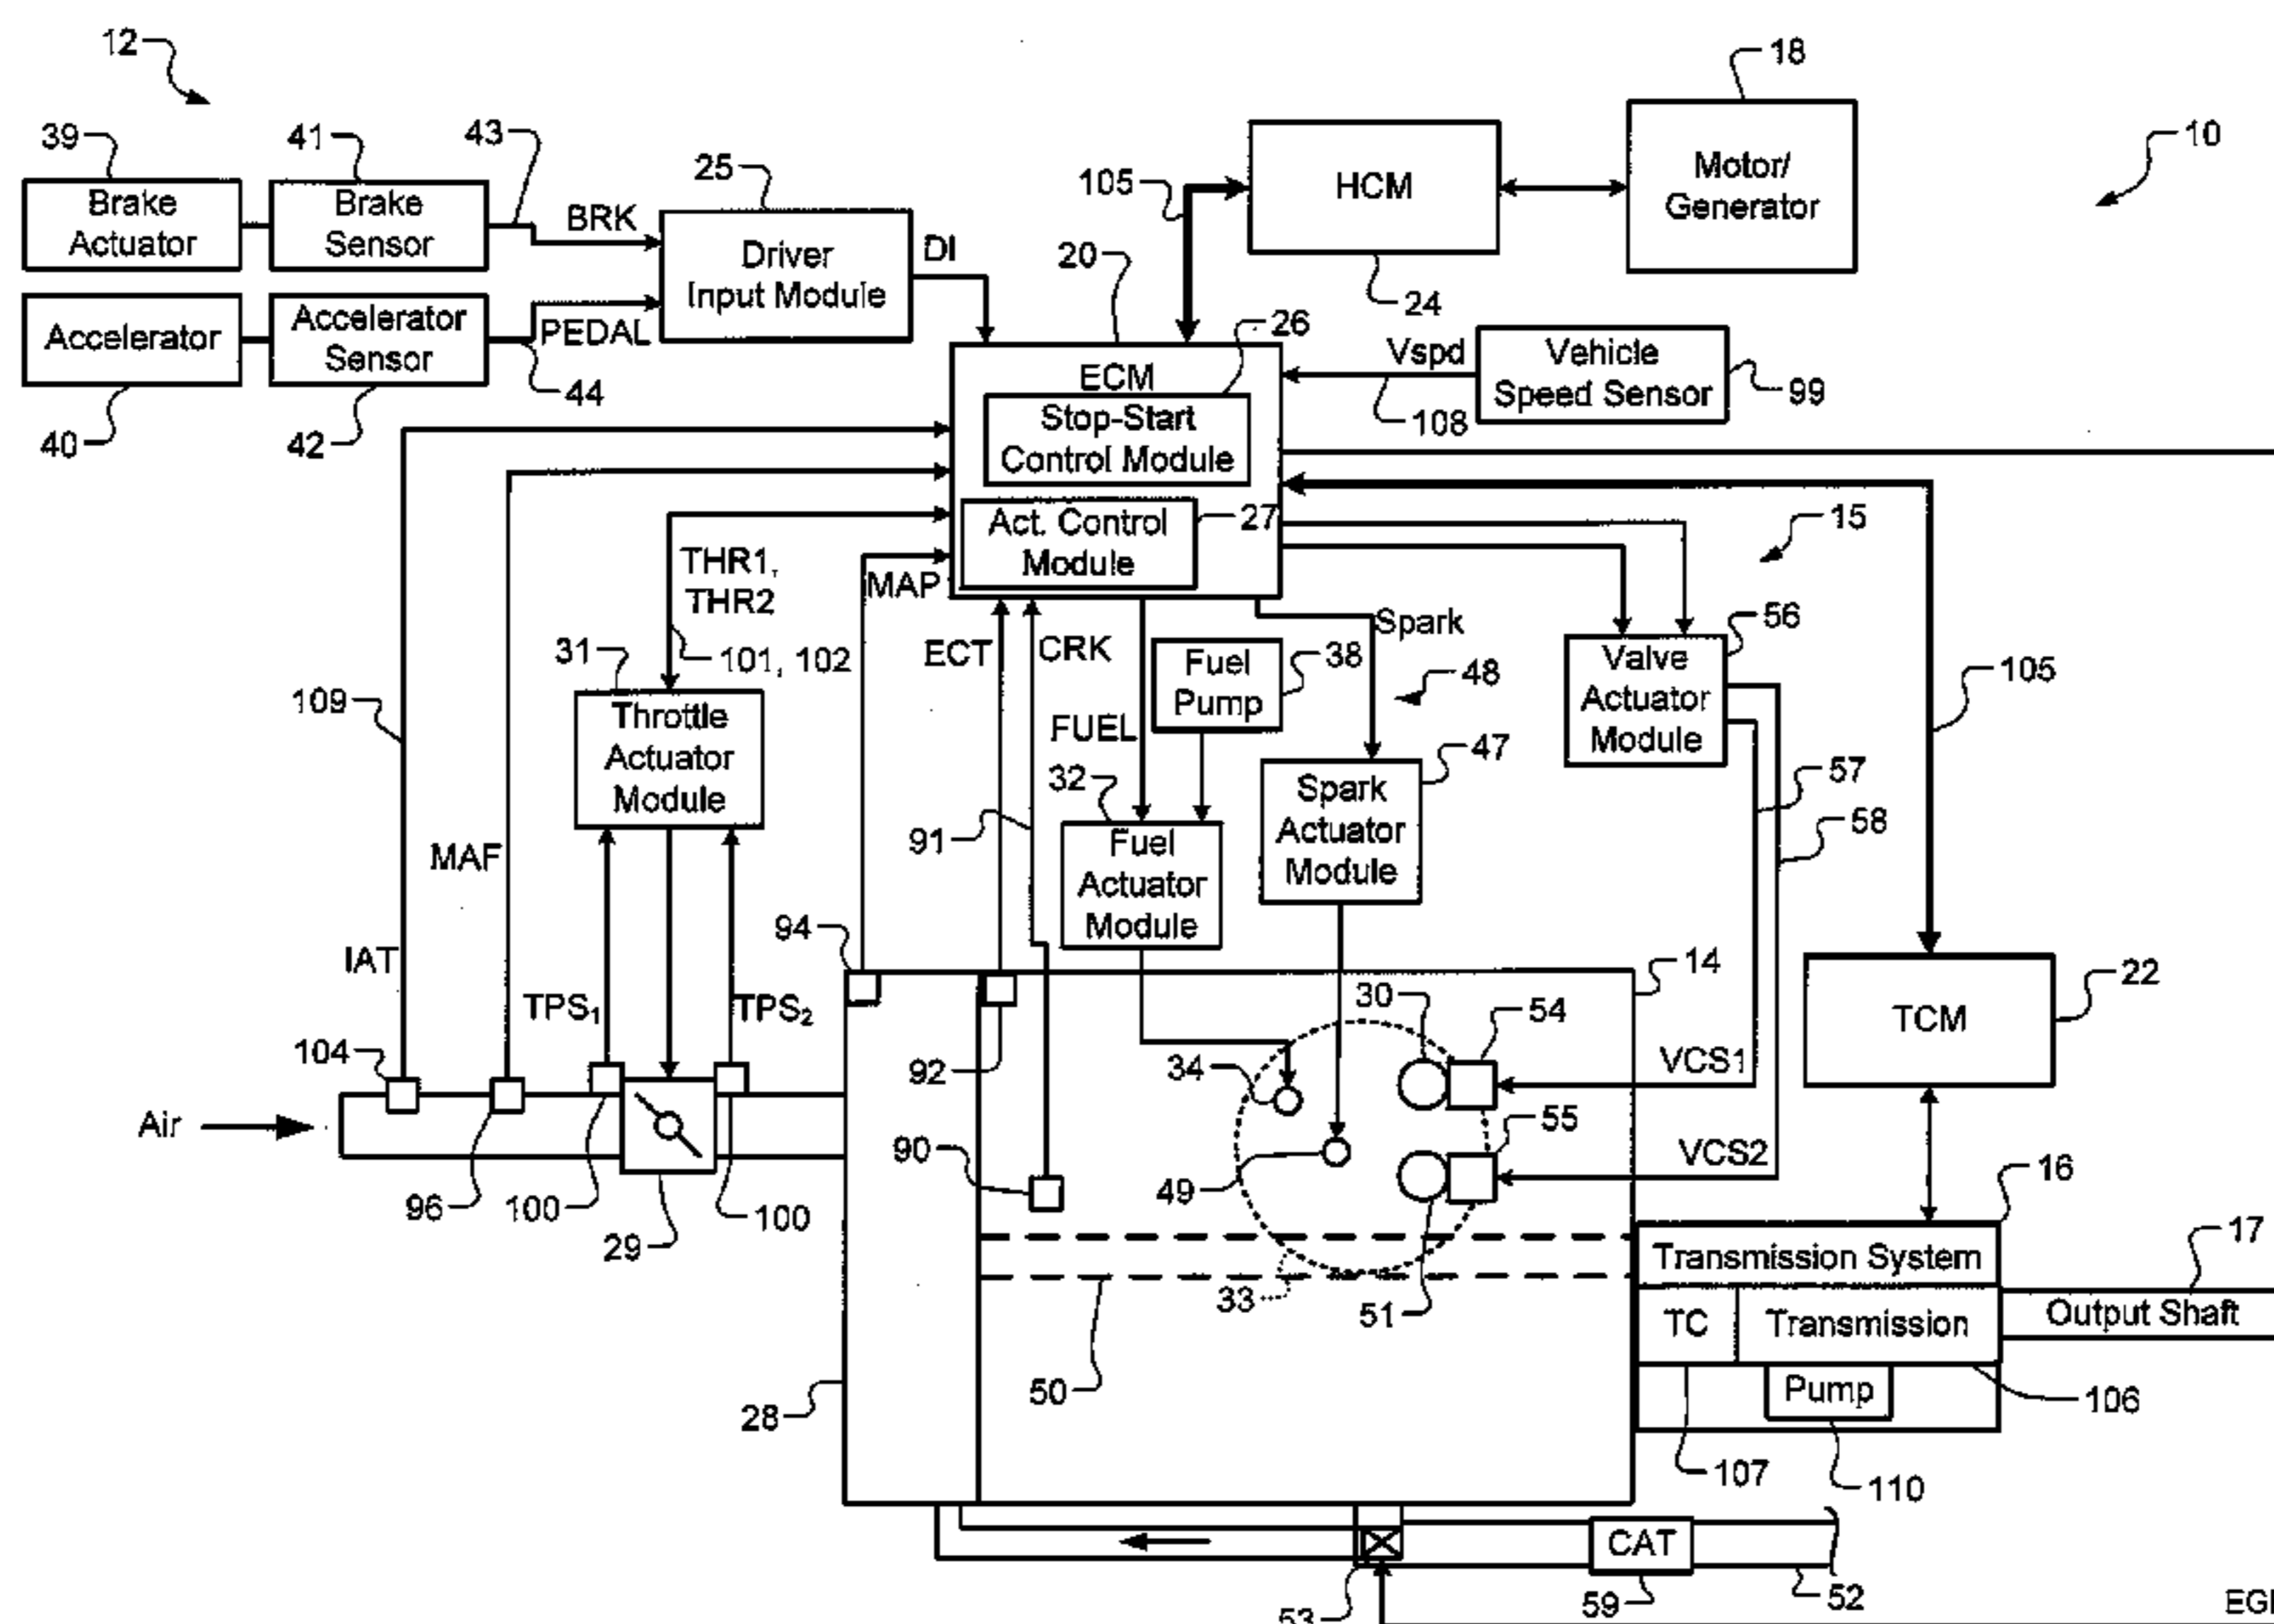 12
18
10
39
41
43
25
105
Brake
Actuator
Brake
Sensor
BRK
Driver
Input Module
DI
20
HCM
Motor/
Generator
24
Accelerator
Accelerator
Sensor
PEDAL
44
40
42
26
ECM
Vspd
Vehicle
Speed Sensor
99
108
Stop-Start
Control Module
Act. Control
Module
27
15
THR1,
THR2
MAP
101, 102
31
ECT
CRK
Spark
Fuel
Pump
38
48
56
Valve
Actuator
Module
105
109
Throttle
Actuator
Module
FUEL
47
32
Spark
Actuator
Module
57
58
91
MAF
Fuel
Actuator
Module
94
IAT
14
22
30
54
TCM
TPS1
TPS2
104
92
34
VCS1
Air
55
90
VCS2
16
96
100
100
49
29
17
Transmission System
33
51
TC
Transmission
Output Shaft
50
28
Pump
106
107
110
CAT
53
59
52